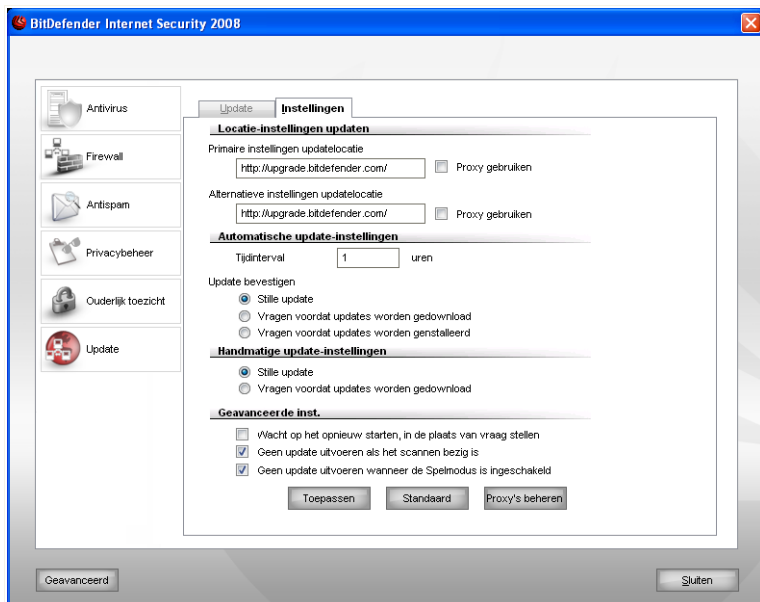 BitDefender Internet Security 2008
Antivirus
Firewall
Antispam
Privacybeheer
Ouderlijk toezicht
Update
Update
Instellingen
Locatie-instellingen updaten
Primaire instellingen updatelocatie
http://upgrade.bitdefender.com/
Proxy gebruiken
Alternatieve instellingen updatelocatie
http://upgrade.bitdefender.com/
Proxy gebruiken
Automatische update-instellingen
Tijdinterval 1 uren
Update bevestigen
Stille update
Vragen voordat updates worden gedownload
Vragen voordat updates worden genstalleerd
Handmatige update-instellingen
Stille update
Vragen voordat updates worden gedownload
Geavanceerde inst.
Wacht op het opnieuw starten, in de plaats van vraag stellen
Geen update uitvoeren als het scannen bezig is
Geen update uitvoeren wanneer de Spelmodus is ingeschakeld
Toepassen
Standaard
Proxy's beheren
Geavanceerd
Sluiten